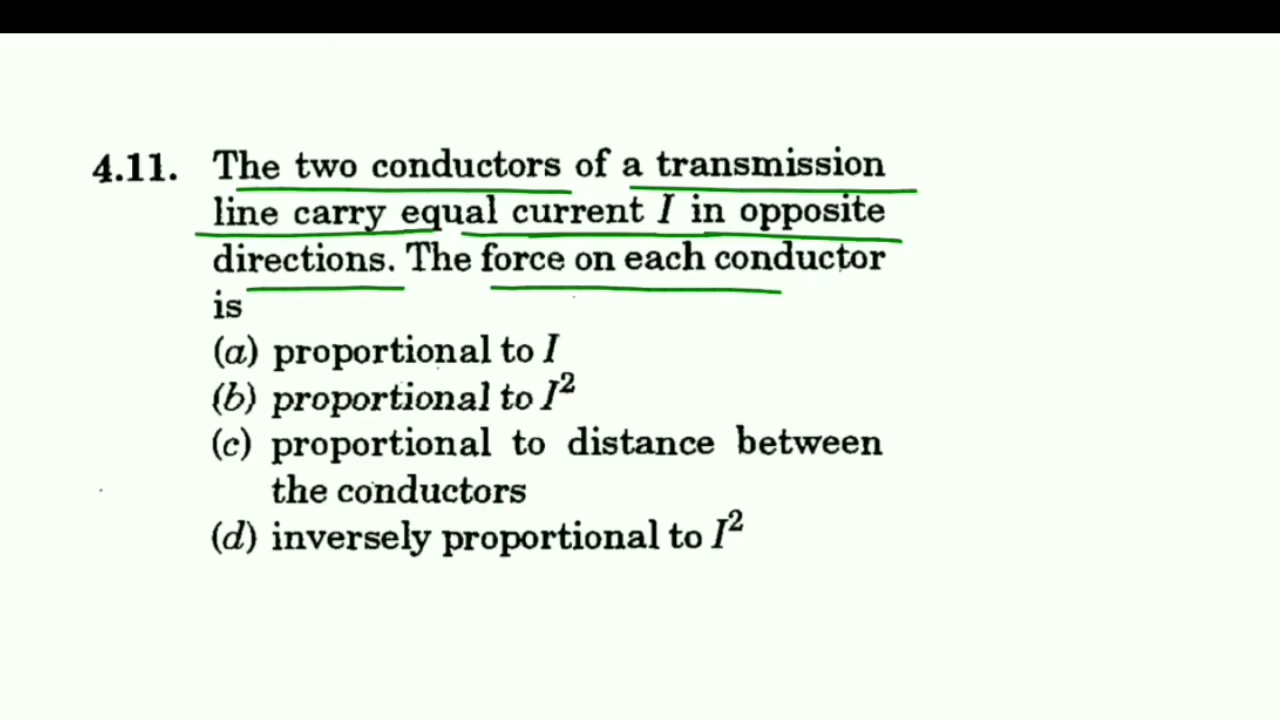 4.11. The two conductors of a transmission
line carry equal current I in opposite
directions. The force on each conductor
is
(a) proportional to I
(b) proportional to I²
(c) proportional to distance between
the conductors
(d) inversely proportional to I²